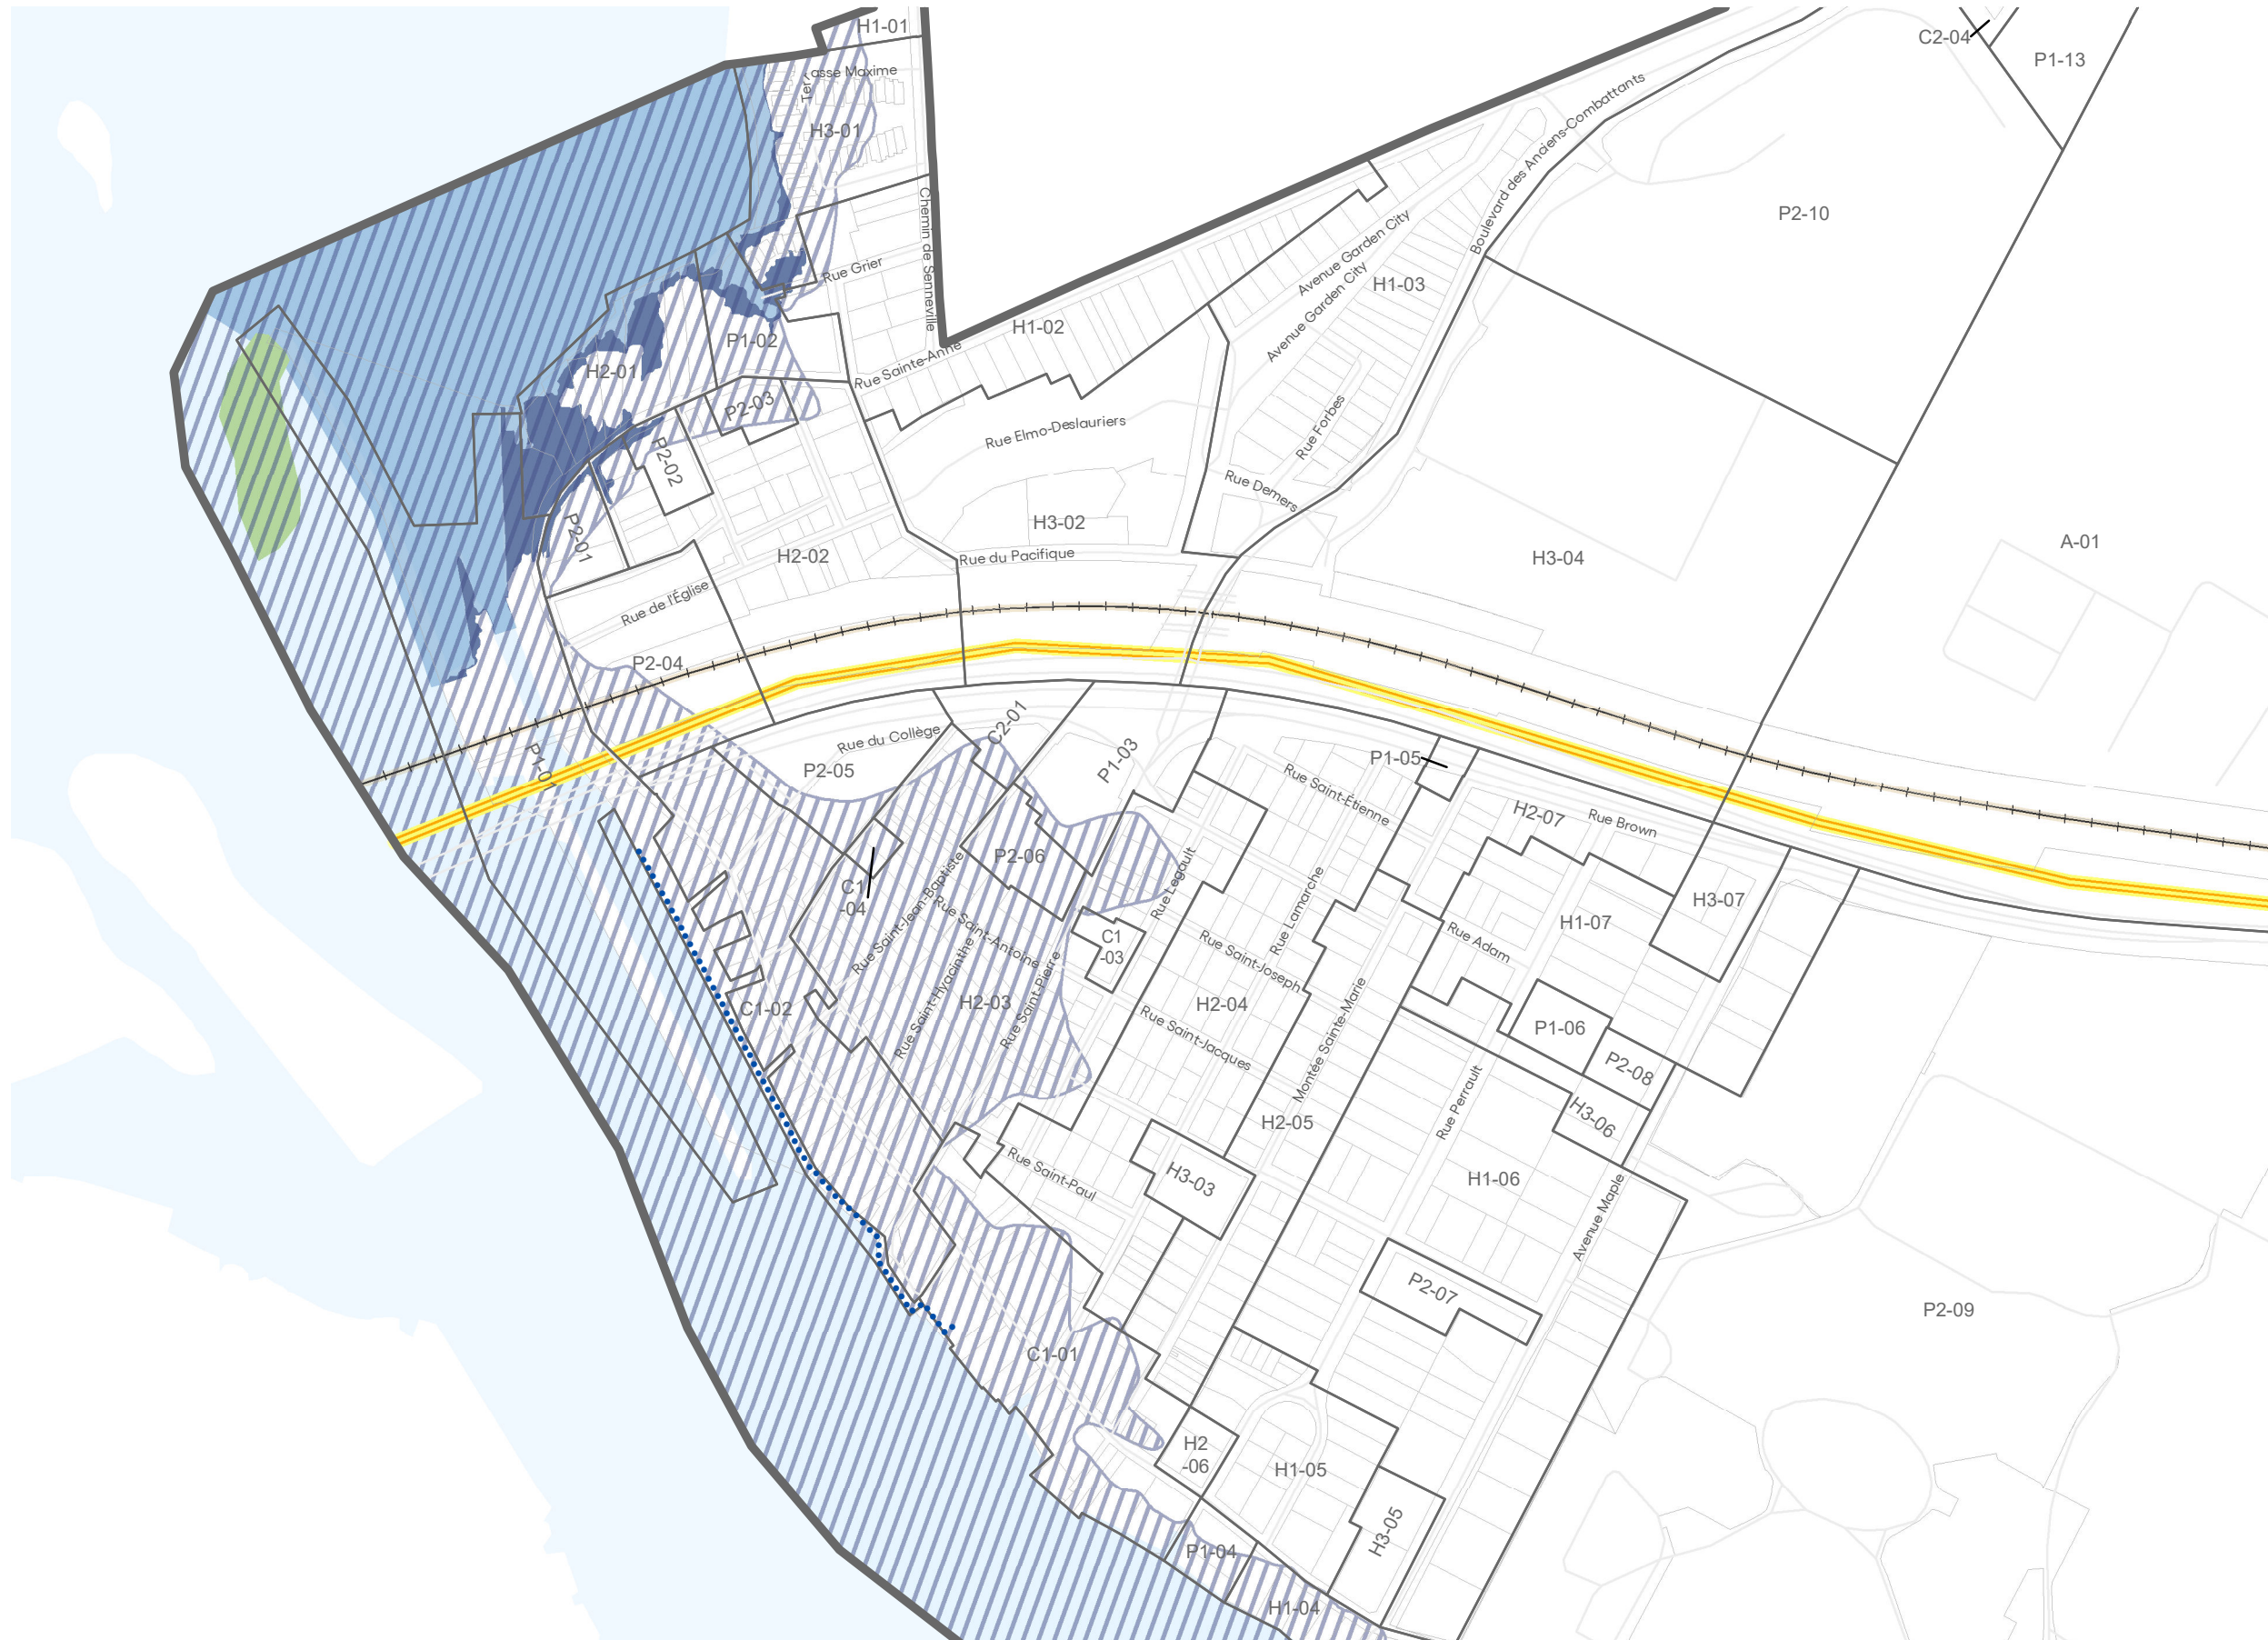 H1-01
C2-04
P1-13
Terrasse Maxime
H3-01
Boulevard des Anciens-Combattants
P2-10
Chemin de Senneville
Rue Grier
Avenue Garden City
Avenue Garden City
H1-03
H1-02
P1-02
H2-01
Rue Sainte-Anne
P2-03
Rue Elmo-Deslauriers
Rue Forbes
P2-02
Rue Demers
H3-02
P2-01
H2-02
Rue du Pacifique
H3-04
A-01
Rue de l'Église
P2-04
C2-01
Rue du Collège
P1-03
P1-01
P2-05
P1-05
Rue Saint-Étienne
H2-07
Rue Brown
P2-06
C1
-04
Rue Saint-Jean-Baptiste
Rue Legault
Rue Lamarche
H3-07
Rue Saint-Antoine
C1
-03
H1-07
Rue Adam
Rue Saint-Joseph
C1-02
Rue Saint-Hyacinthe
H2-03
Rue Saint-Pierre
H2-04
Rue Saint-Jacques
Montée Sainte-Marie
P1-06
P2-08
H3-06
H2-05
Rue Perrault
Rue Saint-Paul
H3-03
H1-06
Avenue Maple
P2-07
P2-09
C1-01
H2
-06
H1-05
H3-05
P1-04
H1-04